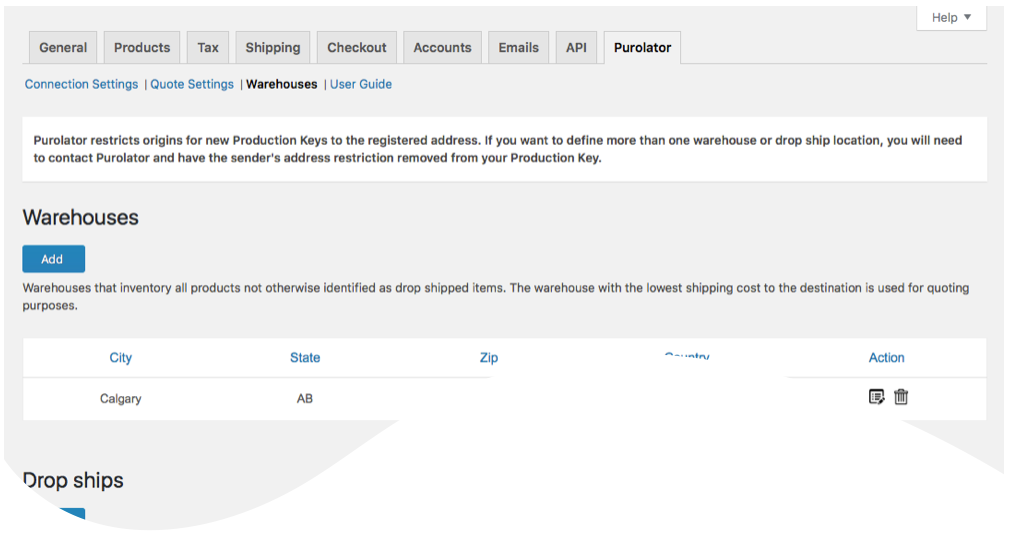 Help ▼
General Products Tax Shipping Checkout Accounts Emails API Purolator
Connection Settings | Quote Settings | Warehouses | User Guide
Purolator restricts origins for new Production Keys to the registered address. If you want to define more than one warehouse or drop ship location, you will need
to contact Purolator and have the sender's address restriction removed from your Production Key.
Warehouses
Add
Warehouses that inventory all products not otherwise identified as drop shipped items. The warehouse with the lowest shipping cost to the destination is used for quoting
purposes.
City State Zip Action
Calgary AB
Drop ships